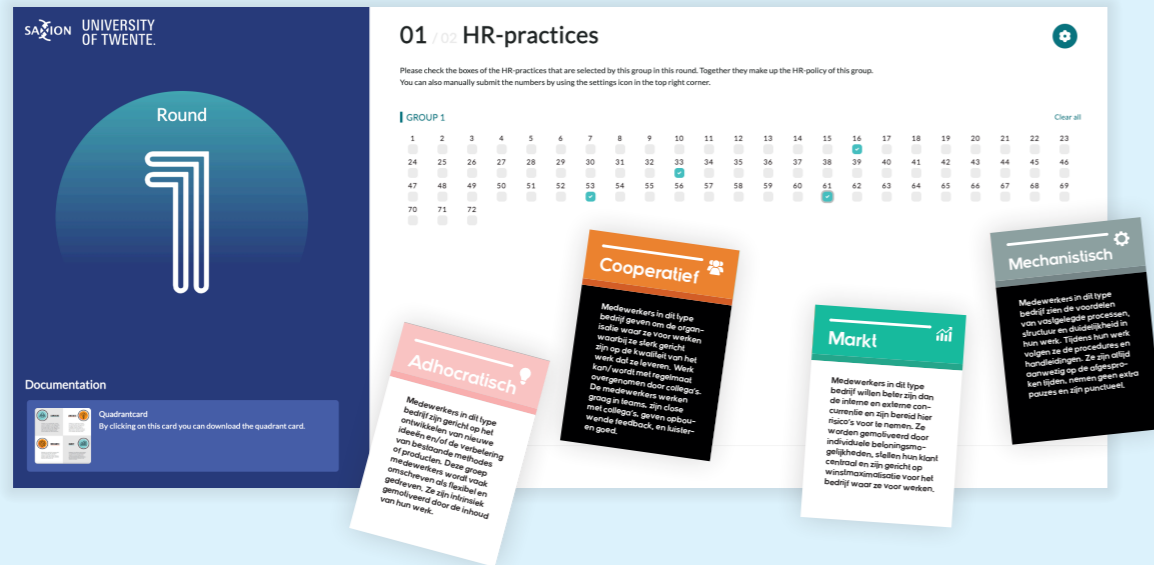 SAXION UNIVERSITY
OF TWENTE.
Round
1
Documentation
Quadrantcard
By clicking on this card you can download the quadrant card.
01 / 02 HR-practices
Please check the boxes of the HR-practices that are selected by this group in this round. Together they make up the HR-policy of this group.
You can also manually submit the numbers by using the settings icon in the top right corner.
GROUP 1
Clear all
1 2 3 4 5 6 7 8 9 10 11 12 13 14 15 16 17 18 19 20 21 22 23
24 25 26 27 28 29 30 31 32 33 34 35 36 37 38 39 40 41 42 43 44 45 46
47 48 49 50 51 52 53 54 55 56 57 58 59 60 61 62 63 64 65 66 67 68 69
70 71 72
Adhocratisch
Medewerkers in dit type
bedrijf zijn gericht op het
ontwikkelen van nieuwe
ideeën en/of de verbetering
van bestaande methodes
of producten. Deze groep
medewerkers wordt vaak
omschreven als flexibel en
gedreven. Ze zijn intrinsiek
gemotiveerd door de inhoud
van hun werk.
Cooperatief
Medewerkers in dit type
bedrijf geven om de organ-
isatie waar ze voor werken
waarbij ze sterk gericht
zijn op de kwaliteit van het
werk dat ze leveren. Werk
kan/wordt met regelmaat
overgenomen door collega's.
De medewerkers werken
graag in teams, zijn close
met collega's, geven opbou-
wende feedback, en luister-
en goed.
Markt
Medewerkers in dit type
bedrijf willen beter zijn dan
de interne en externe con-
currentie en zijn bereid hier
risico's voor te nemen. Ze
worden gemotiveerd door
individuele beloningsmo-
gelijkheden, stellen hun klant
centraal en zijn gericht op
winstmaximalisatie voor het
bedrijf waar ze voor werken.
Mechanistisch
Medewerkers in dit type
bedrijf zien de voordelen
van vastgelegde processen,
structuur en duidelijkheid in
hun werk. Tijdens hun werk
volgen ze de procedures en
handleidingen. Ze zijn altijd
aanwezig op de afgespro-
ken tijden, nemen geen extra
pauzes en zijn punctueel.